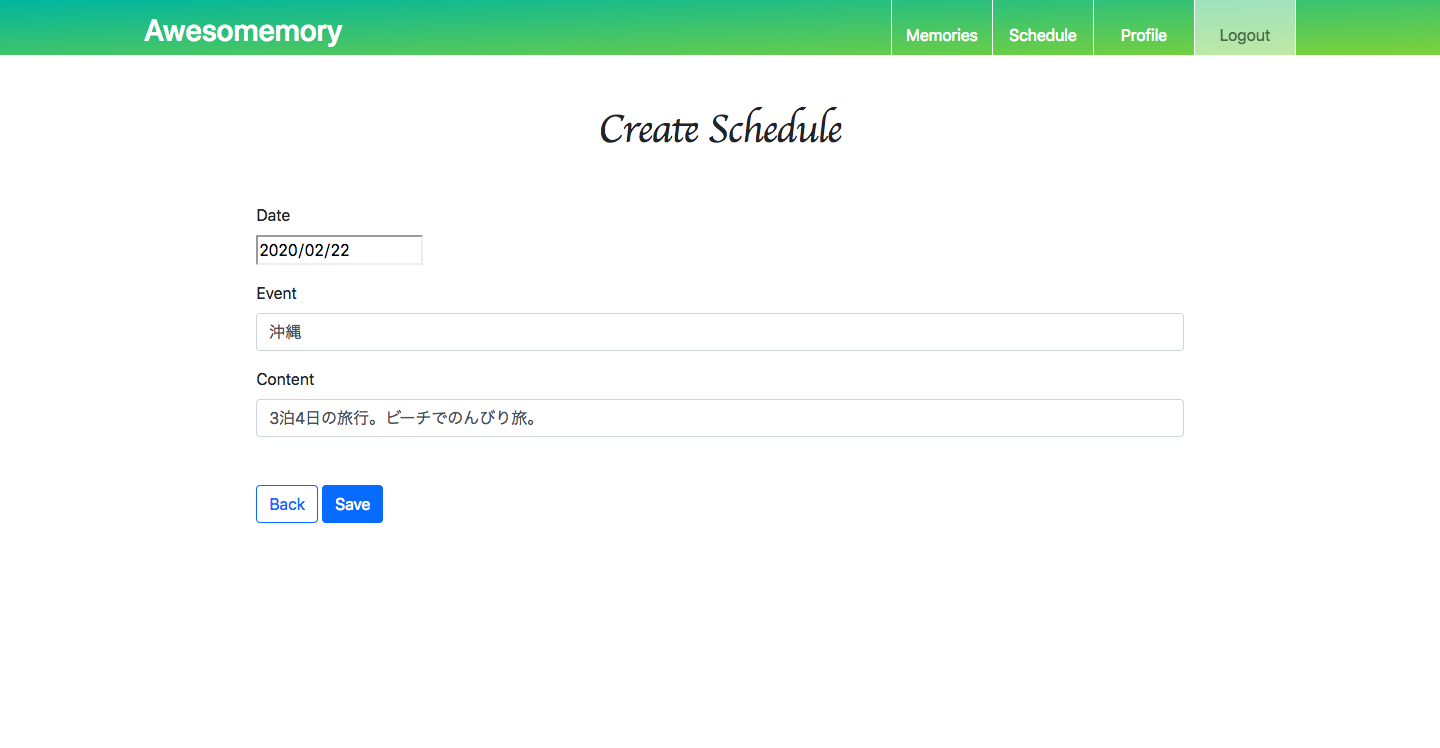 Awesomemory
Memories Schedule Profile Logout
Create Schedule
Date
2020/02/22
Event
沖縄
Content
3泊4日の旅行。ビーチでのんびり旅。
Back Save